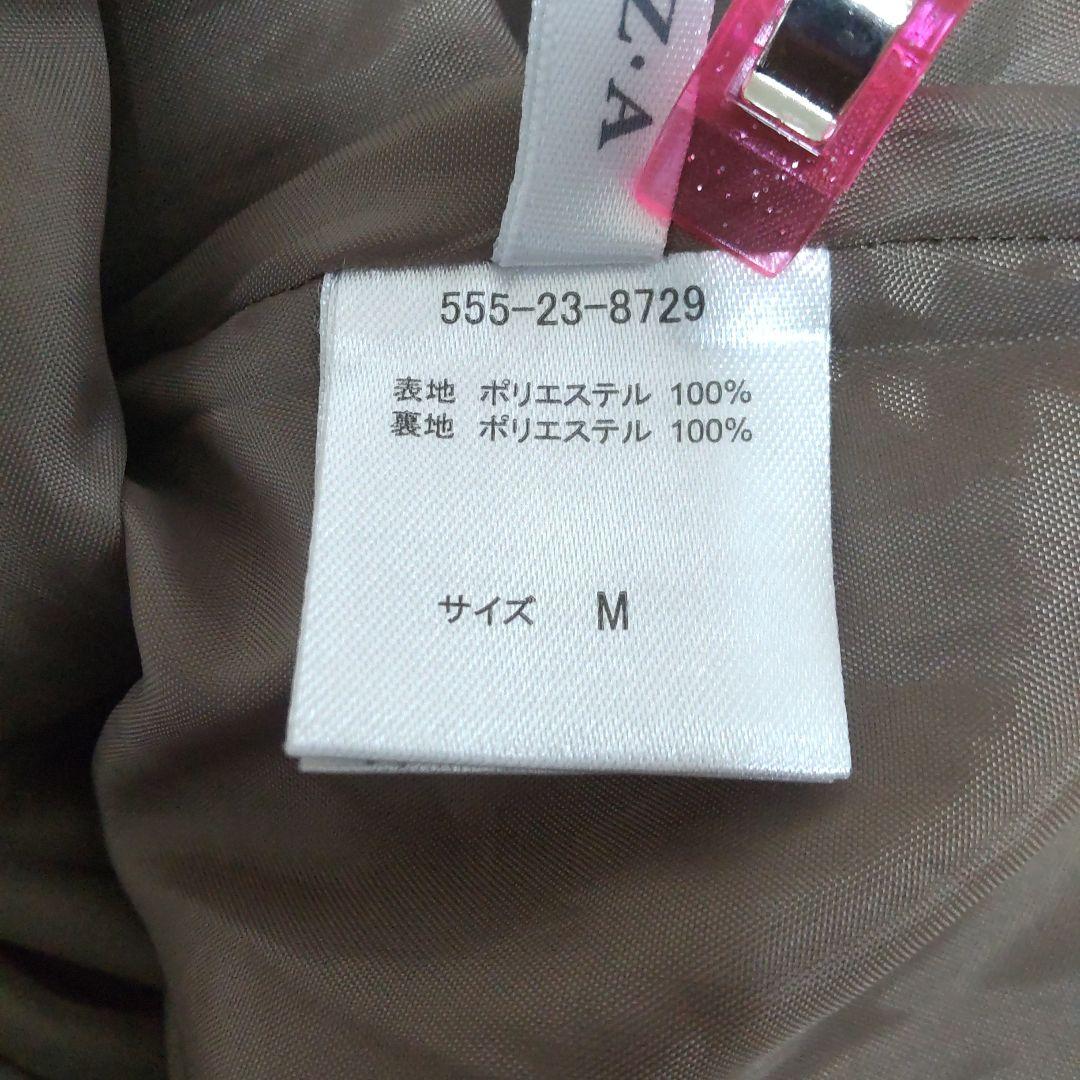 Z·A
555-23-8729
表地 ポリエステル 100%
裏地 ポリエステル 100%
サイズ M